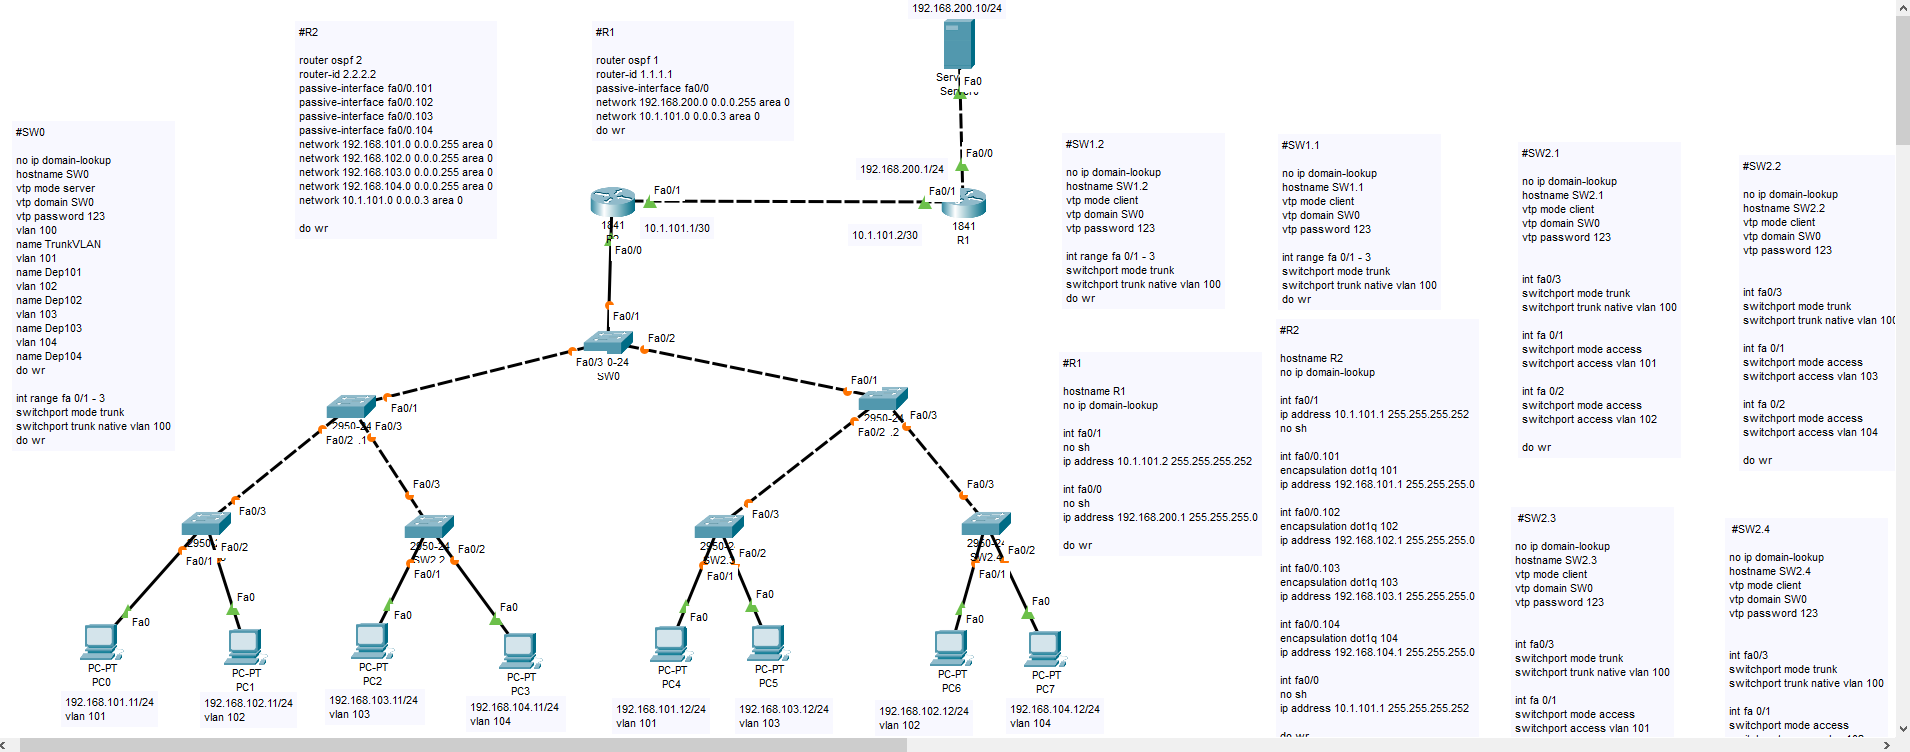 192.168.200.10/24
Fa0
Fa0/0
192.168.200.1/24
Fa0/1
1841
R1
10.1.101.2/30
Fa0/1
10.1.101.1/30
1841
Fa0/0
Fa0/1
Fa0/2
Fa0/3
0-24
SW0
Fa0/1
Fa0/3
Fa0/2
.1
Fa0/1
Fa0/3
Fa0/2
.2
Fa0/3
Fa0/2
Fa0/1
Fa0/3
Fa0/2
Fa0/1
SW2.2
Fa0/3
Fa0/2
Fa0/1
Fa0/3
Fa0/2
Fa0/1
Fa0
PC-PT
PC0
192.168.101.11/24
vlan 101
Fa0
PC-PT
PC1
192.168.102.11/24
vlan 102
Fa0
PC-PT
PC2
192.168.103.11/24
vlan 103
Fa0
PC-PT
PC3
192.168.104.11/24
vlan 104
Fa0
PC-PT
PC4
192.168.101.12/24
vlan 101
Fa0
PC-PT
PC5
192.168.103.12/24
vlan 103
Fa0
PC-PT
PC6
192.168.102.12/24
vlan 102
Fa0
PC-PT
PC7
192.168.104.12/24
vlan 104
#SW0
no ip domain-lookup
hostname SW0
vtp mode server
vtp domain SW0
vtp password 123
vlan 100
name TrunkVLAN
vlan 101
name Dep101
vlan 102
name Dep102
vlan 103
name Dep103
vlan 104
name Dep104
do wr
int range fa 0/1 - 3
switchport mode trunk
switchport trunk native vlan 100
do wr
#R2
router ospf 2
router-id 2.2.2.2
passive-interface fa0/0.101
passive-interface fa0/0.102
passive-interface fa0/0.103
passive-interface fa0/0.104
network 192.168.101.0 0.0.0.255 area 0
network 192.168.102.0 0.0.0.255 area 0
network 192.168.103.0 0.0.0.255 area 0
network 192.168.104.0 0.0.0.255 area 0
network 10.1.101.0 0.0.0.3 area 0
do wr
#R1
router ospf 1
router-id 1.1.1.1
passive-interface fa0/0
network 192.168.200.0 0.0.0.255 area 0
network 10.1.101.0 0.0.0.3 area 0
do wr
#SW1.2
no ip domain-lookup
hostname SW1.2
vtp mode client
vtp domain SW0
vtp password 123
int range fa 0/1 - 3
switchport mode trunk
switchport trunk native vlan 100
do wr
#R1
hostname R1
no ip domain-lookup
int fa0/1
no sh
ip address 10.1.101.2 255.255.255.252
int fa0/0
no sh
ip address 192.168.200.1 255.255.255.0
do wr
#SW1.1
no ip domain-lookup
hostname SW1.1
vtp mode client
vtp domain SW0
vtp password 123
int range fa 0/1 - 3
switchport mode trunk
switchport trunk native vlan 100
do wr
#R2
hostname R2
no ip domain-lookup
int fa0/1
ip address 10.1.101.1 255.255.255.252
no sh
int fa0/0.101
encapsulation dot1q 101
ip address 192.168.101.1 255.255.255.0
int fa0/0.102
encapsulation dot1q 102
ip address 192.168.102.1 255.255.255.0
int fa0/0.103
encapsulation dot1q 103
ip address 192.168.103.1 255.255.255.0
int fa0/0.104
encapsulation dot1q 104
ip address 192.168.104.1 255.255.255.0
int fa0/0
no sh
ip address 10.1.101.1 255.255.255.252
do wr
#SW2.1
no ip domain-lookup
hostname SW2.1
vtp mode client
vtp domain SW0
vtp password 123
int fa0/3
switchport mode trunk
switchport trunk native vlan 100
int fa 0/1
switchport mode access
switchport access vlan 101
int fa 0/2
switchport mode access
switchport access vlan 102
do wr
#SW2.3
no ip domain-lookup
hostname SW2.3
vtp mode client
vtp domain SW0
vtp password 123
int fa0/3
switchport mode trunk
switchport trunk native vlan 100
int fa 0/1
switchport mode access
switchport access vlan 101
#SW2.2
no ip domain-lookup
hostname SW2.2
vtp mode client
vtp domain SW0
vtp password 123
int fa0/3
switchport mode trunk
switchport trunk native vlan 100
int fa 0/1
switchport mode access
switchport access vlan 103
int fa 0/2
switchport mode access
switchport access vlan 104
do wr
#SW2.4
no ip domain-lookup
hostname SW2.4
vtp mode client
vtp domain SW0
vtp password 123
int fa0/3
switchport mode trunk
switchport trunk native vlan 100
int fa 0/1
switchport mode access